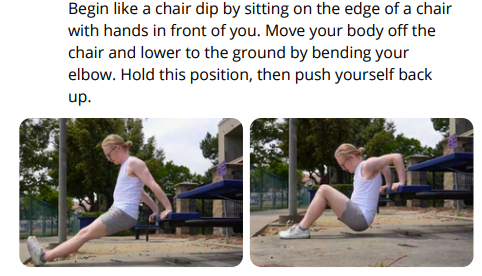 Begin like a chair dip by sitting on the edge of a chair
with hands in front of you. Move your body off the
chair and lower to the ground by bending your
elbow. Hold this position, then push yourself back
up.